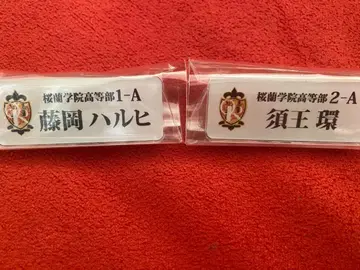 桜蘭学院高等部1-A
藤岡 ハルヒ
桜蘭学院高等部2-A
須王 環